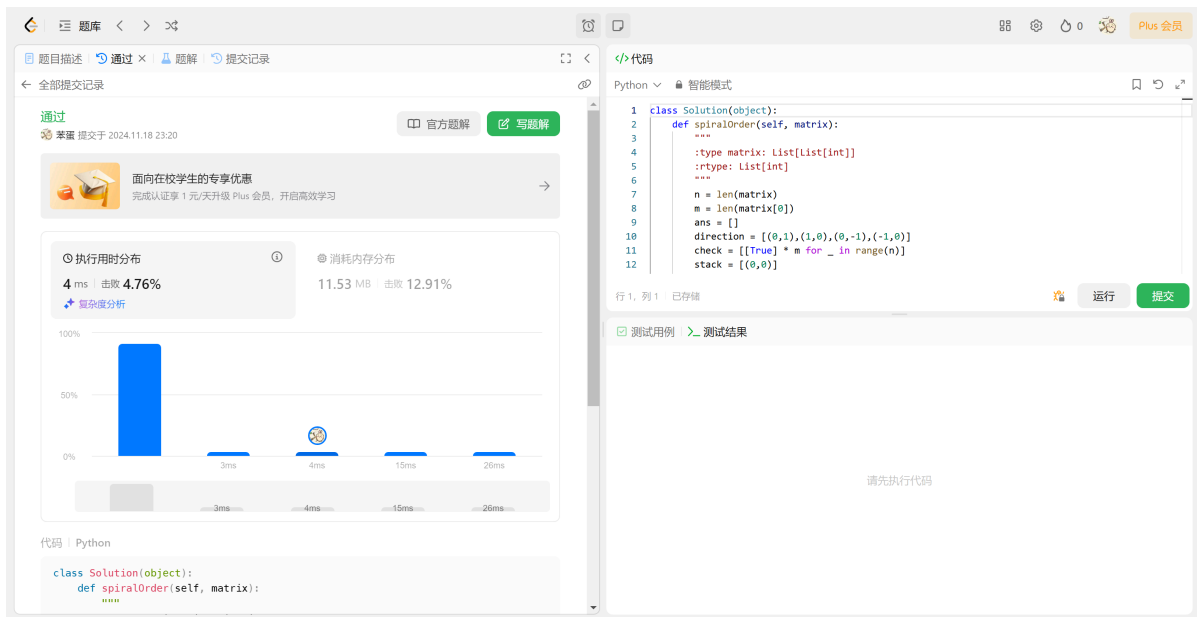 题库
0
Plus 会员
题目描述
通过
题解
提交记录
全部提交记录
通过
苯蛋 提交于 2024.11.18 23:20
官方题解
写题解
面向在校学生的专享优惠
完成认证享 1 元/天升级 Plus 会员，开启高效学习
执行用时分布
4 ms 击败 4.76%
复杂度分析
消耗内存分布
11.53 MB 击败 12.91%
100%
50%
0%
3ms 4ms 15ms 26ms
3ms 4ms 15ms 26ms
代码 Python
class Solution(object):
def spiralOrder(self, matrix):
"""
</>代码
Python 智能模式
1 class Solution(object):
2 def spiralOrder(self, matrix):
3 """
4 :type matrix: List[List[int]]
5 :rtype: List[int]
6 """
7 n = len(matrix)
8 m = len(matrix[0])
9 ans = []
10 direction = [(0,1),(1,0),(0,-1),(-1,0)]
11 check = [[True] * m for _ in range(n)]
12 stack = [(0,0)]
行 1，列 1 已存储
运行
提交
测试用例
测试结果
请先执行代码